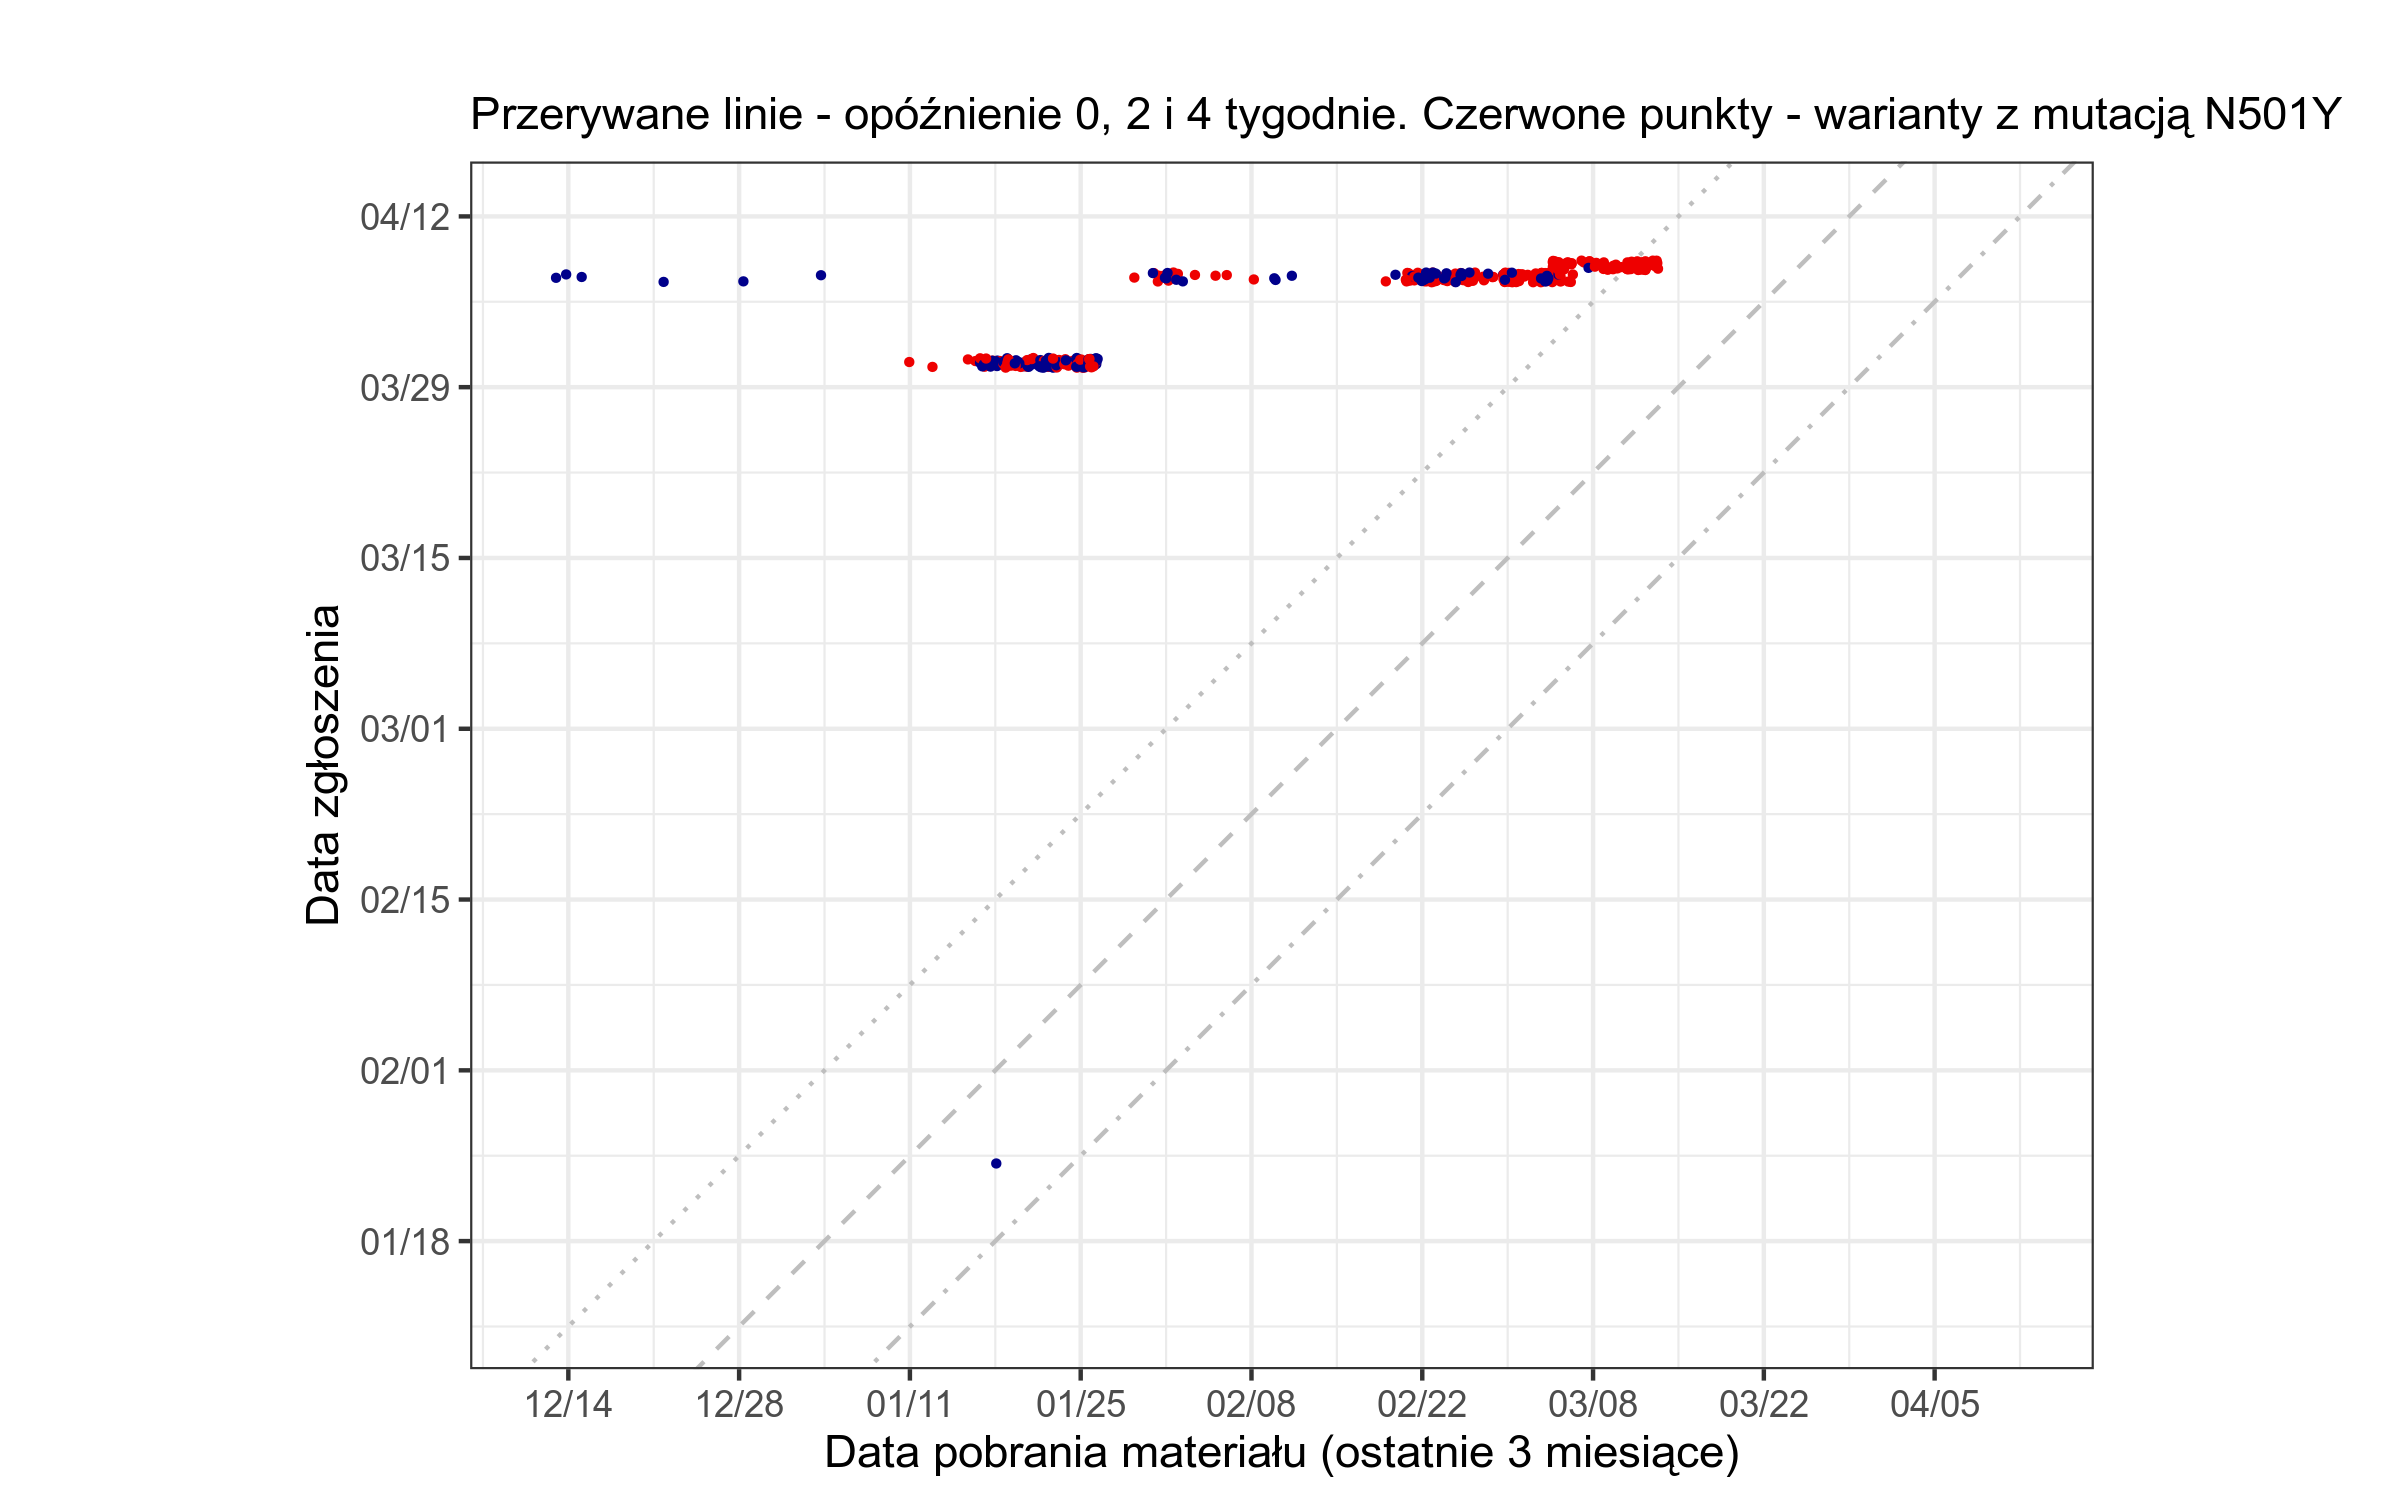 Przerywane linie - opóźnienie 0, 2 i 4 tygodnie. Czerwone punkty - warianty z mutacją N501Y
04/12
03/29
03/15
03/01
02/15
02/01
01/18
Data zgłoszenia
12/14 12/28 01/11 01/25 02/08 02/22 03/08 03/22 04/05
Data pobrania materiału (ostatnie 3 miesiące)